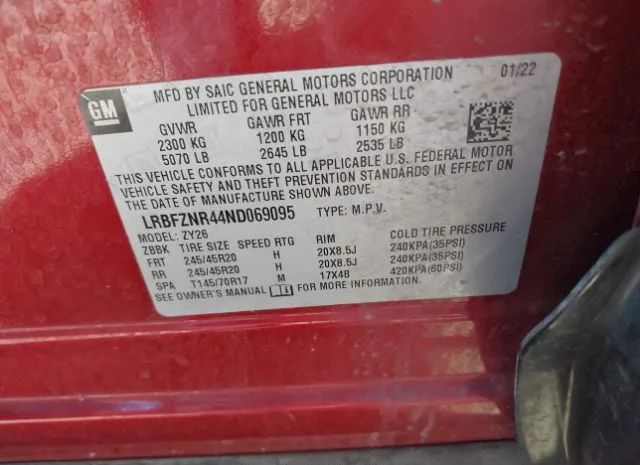 GM
MFD BY SAIC GENERAL MOTORS CORPORATION 01/22
LIMITED FOR GENERAL MOTORS LLC
GVWR GAWR FRT GAWR RR
2300 KG 1200 KG 1150 KG
5070 LB 2645 LB 2535 LB
THIS VEHICLE CONFORMS TO ALL APPLICABLE U.S. FEDERAL MOTOR
VEHICLE SAFETY AND THEFT PREVENTION STANDARDS IN EFFECT ON
THE DATE OF MANUFACTURE SHOWN ABOVE.
LRBFZNR44ND069095 TYPE: M.P.V.
MODEL: ZY26
ZBBK TIRE SIZE SPEED RTG RIM COLD TIRE PRESSURE
FRT 245/45R20 H 20X8.5J 240KPA(35PSI)
RR 245/45R20 H 20X8.5J 240KPA(35PSI)
SPA T145/70R17 M 17X4B 420KPA(60PSI)
SEE OWNER'S MANUAL FOR MORE INFORMATION.